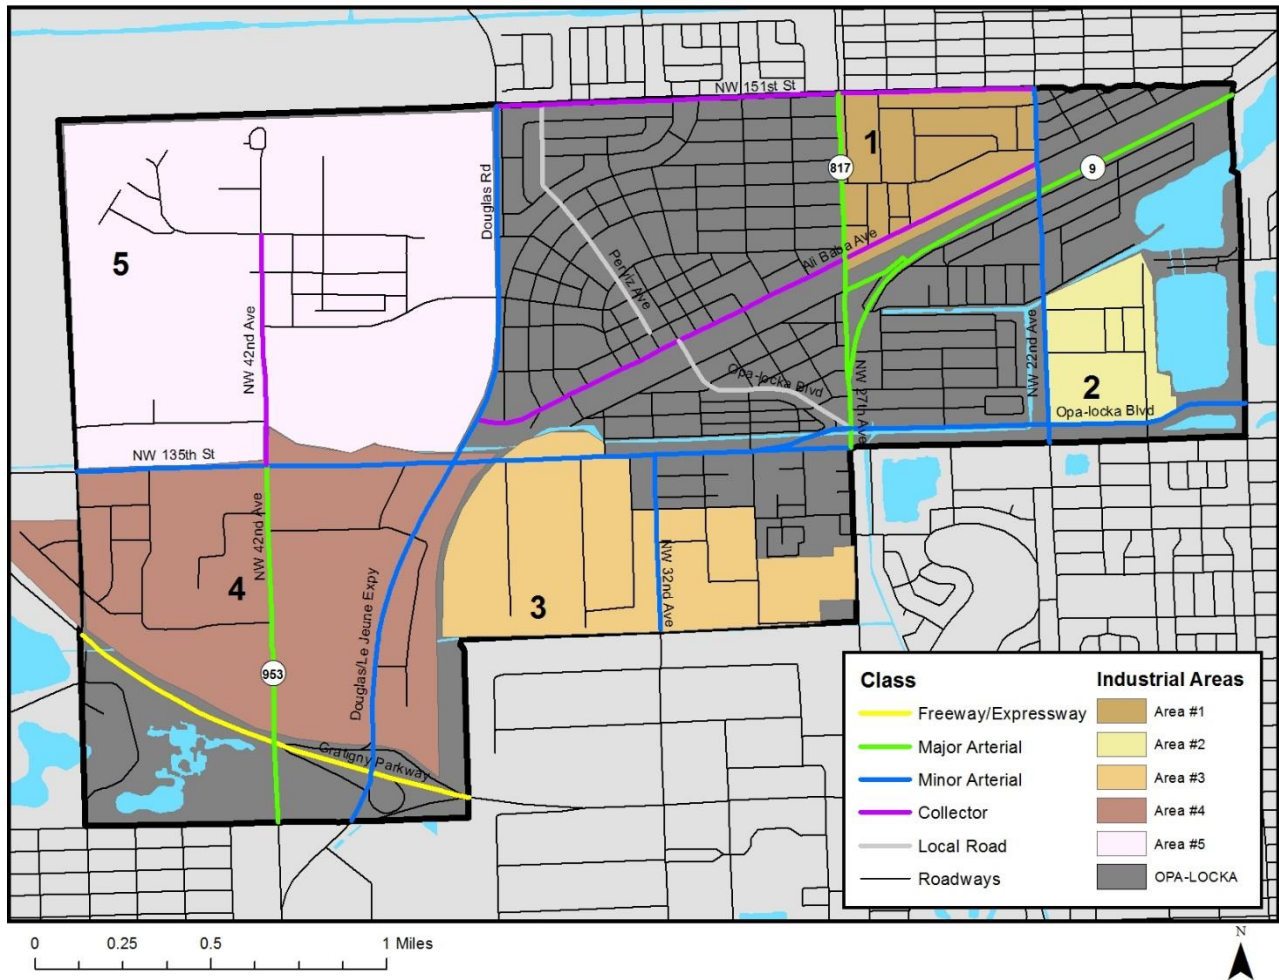 NW 151st St
1
817
9
Douglas Rd
Ali Baba Ave
5
Perviz Ave
NW 42nd Ave
NW 22nd Ave
Opa-locka Blvd
NW 27th Ave
2
Opa-locka Blvd
NW 135th St
NW 42nd Ave
4
3
NW 32nd Ave
Douglas/Le Jeune Expy
953
Gratigny Parkway
Class
Freeway/Expressway
Major Arterial
Minor Arterial
Collector
Local Road
Roadways
Industrial Areas
Area #1
Area #2
Area #3
Area #4
Area #5
OPA-LOCKA
0 0.25 0.5 1 Miles
N